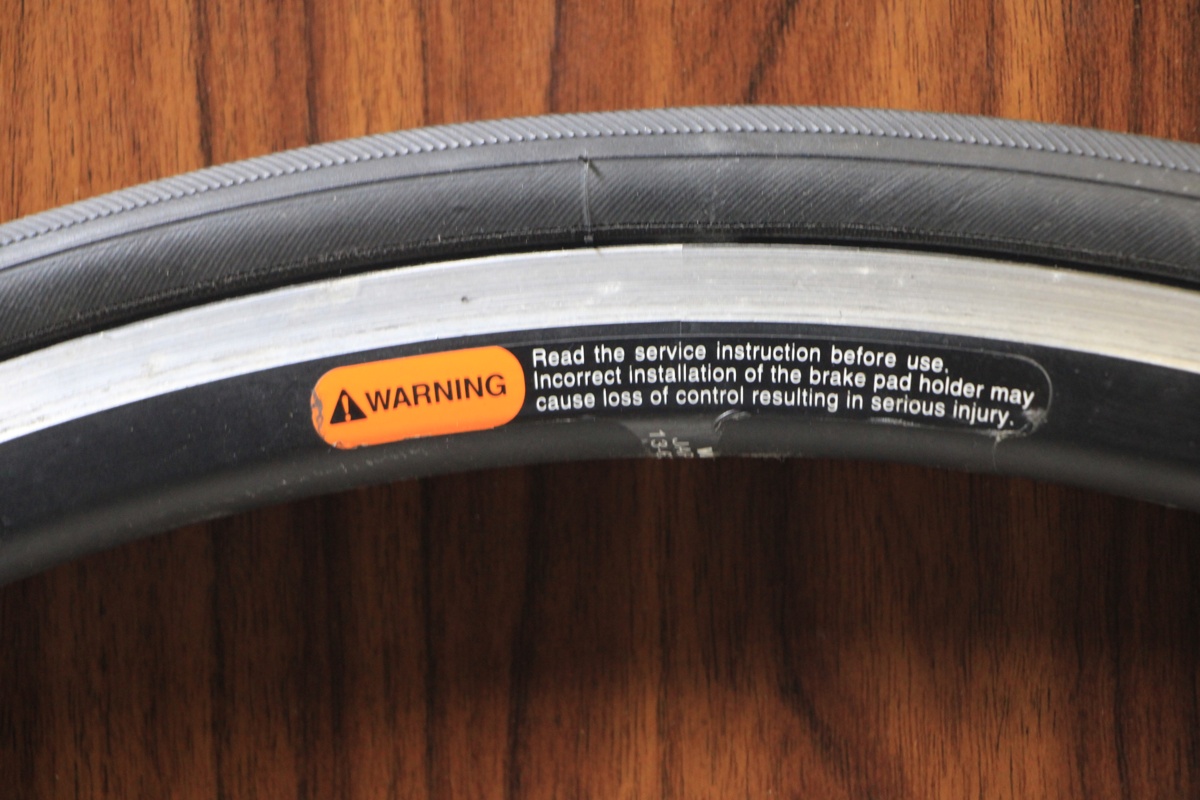 WARNING
Read the service instruction before use.
Incorrect installation of the brake pad holder may
cause loss of control resulting in serious injury.